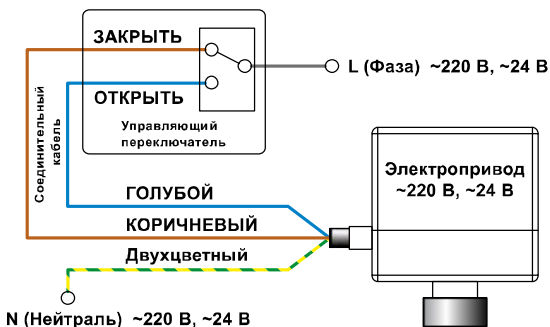 ЗАКРЫТЬ
L (Фаза) ~220 В, ~24 В
ОТКРЫТЬ
Управляющий
переключатель
Соединительный
кабель
Электропривод
~220 В, ~24 В
ГОЛУБОЙ
КОРИЧНЕВЫЙ
Двухцветный
N (Нейтраль) ~220 В, ~24 В